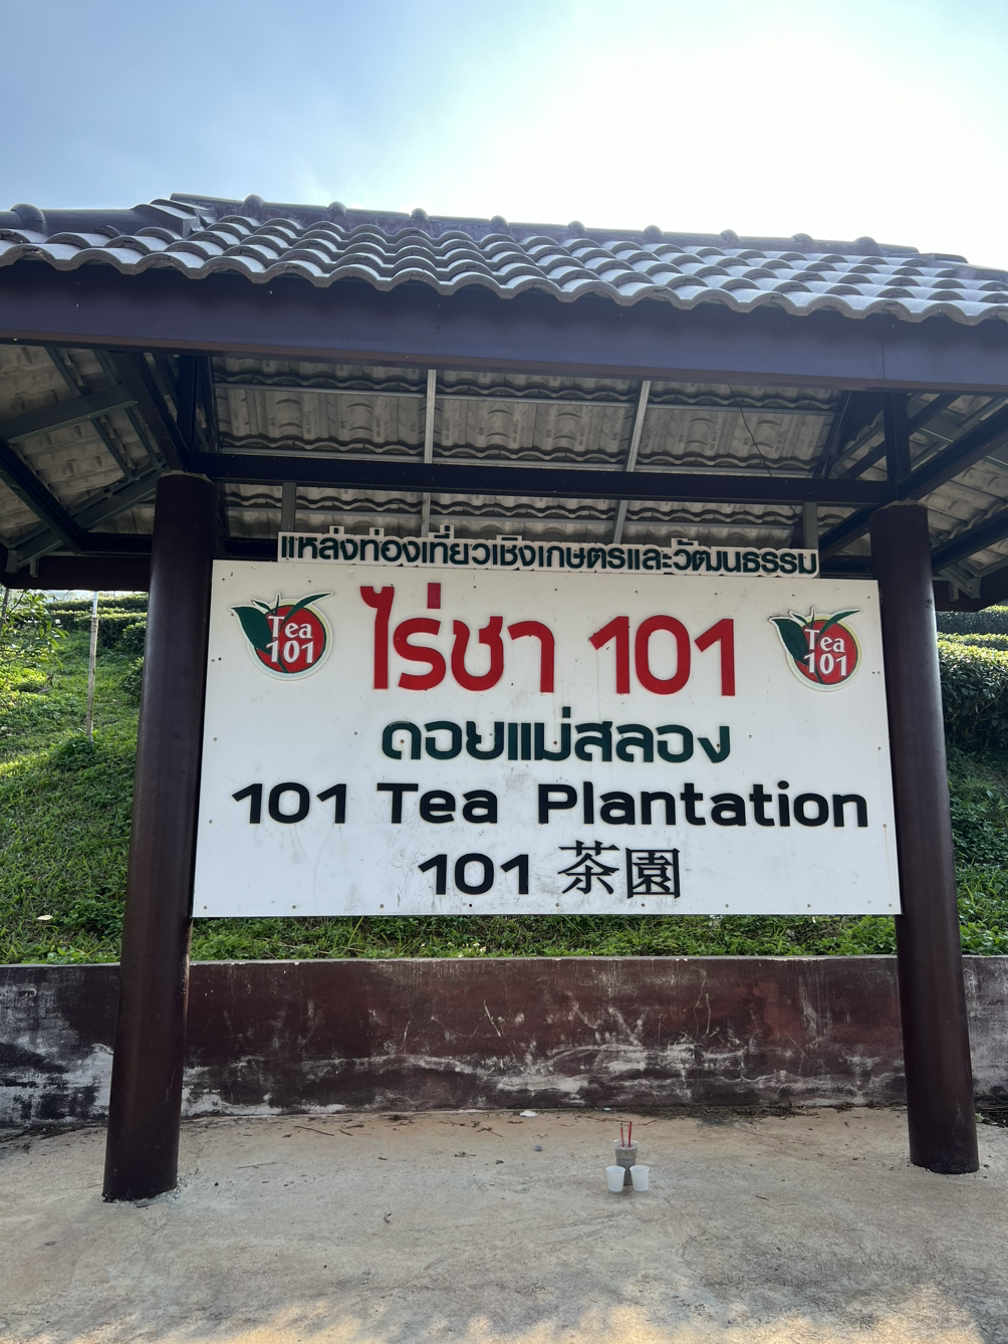 แหล่งท่องเที่ยวเชิงเกษตรและวัฒนธรรม
Tea
101
ไร่ชา 101
Tea
101
ดอยแม่สลอง
101 Tea Plantation
101 茶園